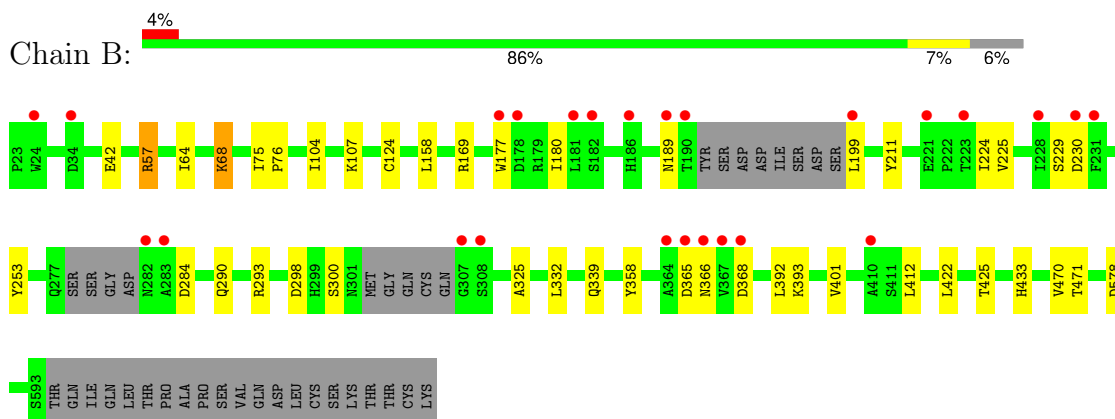 4%
Chain B:
86% 7% 6%
P23 W24 D34 E42 R57 I64 K68 I75 P76 I104 K107 C124 L158 R169 W177 D178 R179 I180 L181 S182 H186 N189 T190 TYR SER ASP ASP ILE SER ASP SER L199 Y211 E221 P222 T223 I224 V225 I228 S229 D230 F231
Y253 Q277 SER SER GLY ASP N282 A283 D284 Q290 R293 D298 H299 S300 N301 MET GLY GLN CYS GLN G307 S308 A325 L332 Q339 Y358 A364 D365 N366 V367 D368 L392 K393 V401 A410 S411 L412 L422 T425 H433 V470 T471 D578
S593 THR GLN ILE GLN LEU THR PRO ALA PRO SER VAL GLN ASP LEU CYS SER LYS THR THR CYS LYS